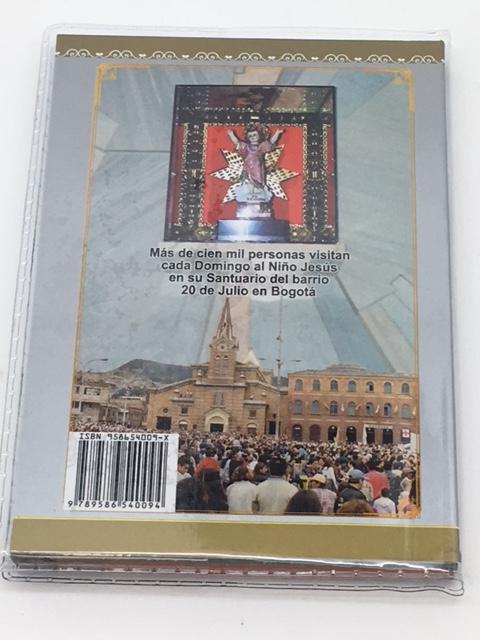 Más de cien mil personas visitan
cada Domingo al Niño Jesús
en su Santuario del barrio
20 de Julio en Bogotá
ISBN 958654009-X
9 789586 540094